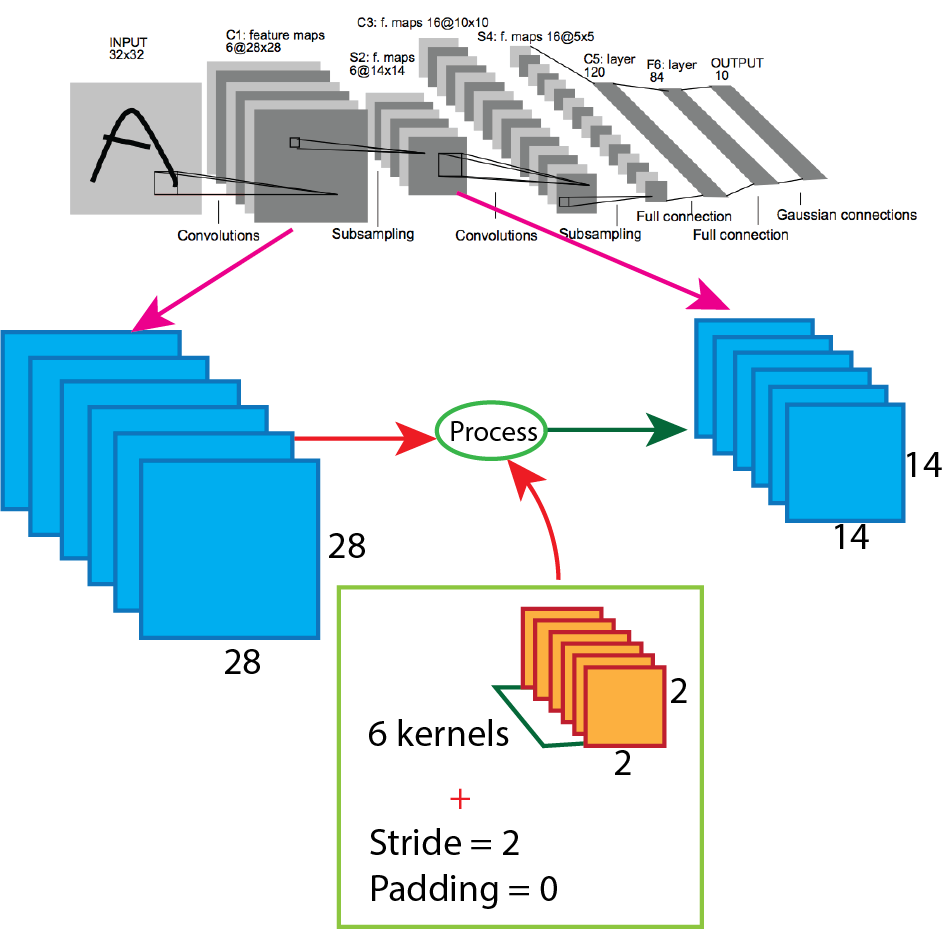 INPUT
32x32
C1: feature maps
6@28x28
C3: f. maps 16@10x10
S2: f. maps
6@14x14
S4: f. maps 16@5x5
C5: layer
120
F6: layer
84
OUTPUT
10
Convolutions
Subsampling
Convolutions
Subsampling
Full connection
Full connection
Gaussian connections
Process
28
28
14
14
6 kernels
2
2
+
Stride = 2
Padding = 0